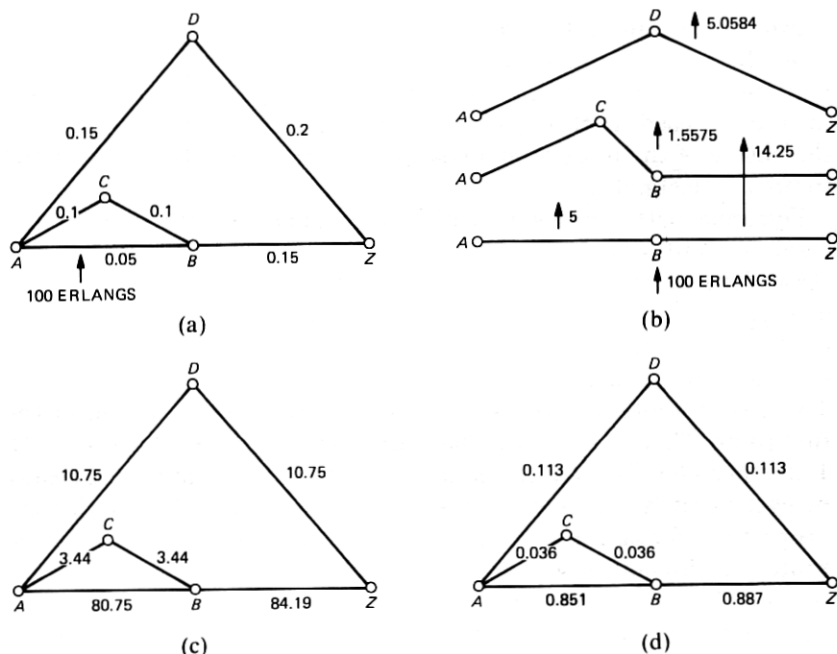 D
0.15
0.2
C
0.1
0.1
A
0.05
B
0.15
Z
100 ERLANGS
(a)
D
5.0584
A
Z
C
1.5575
14.25
A
B
Z
5
A
B
Z
100 ERLANGS
(b)
D
10.75
10.75
C
3.44
3.44
A
80.75
B
84.19
Z
(c)
D
0.113
0.113
C
0.036
0.036
A
0.851
B
0.887
Z
(d)